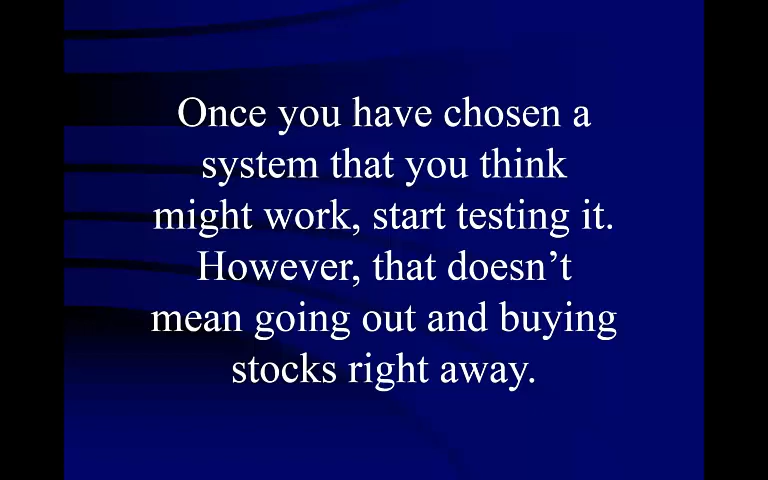 Once you have chosen a
system that you think
might work, start testing it.
However, that doesn’t
mean going out and buying
stocks right away.